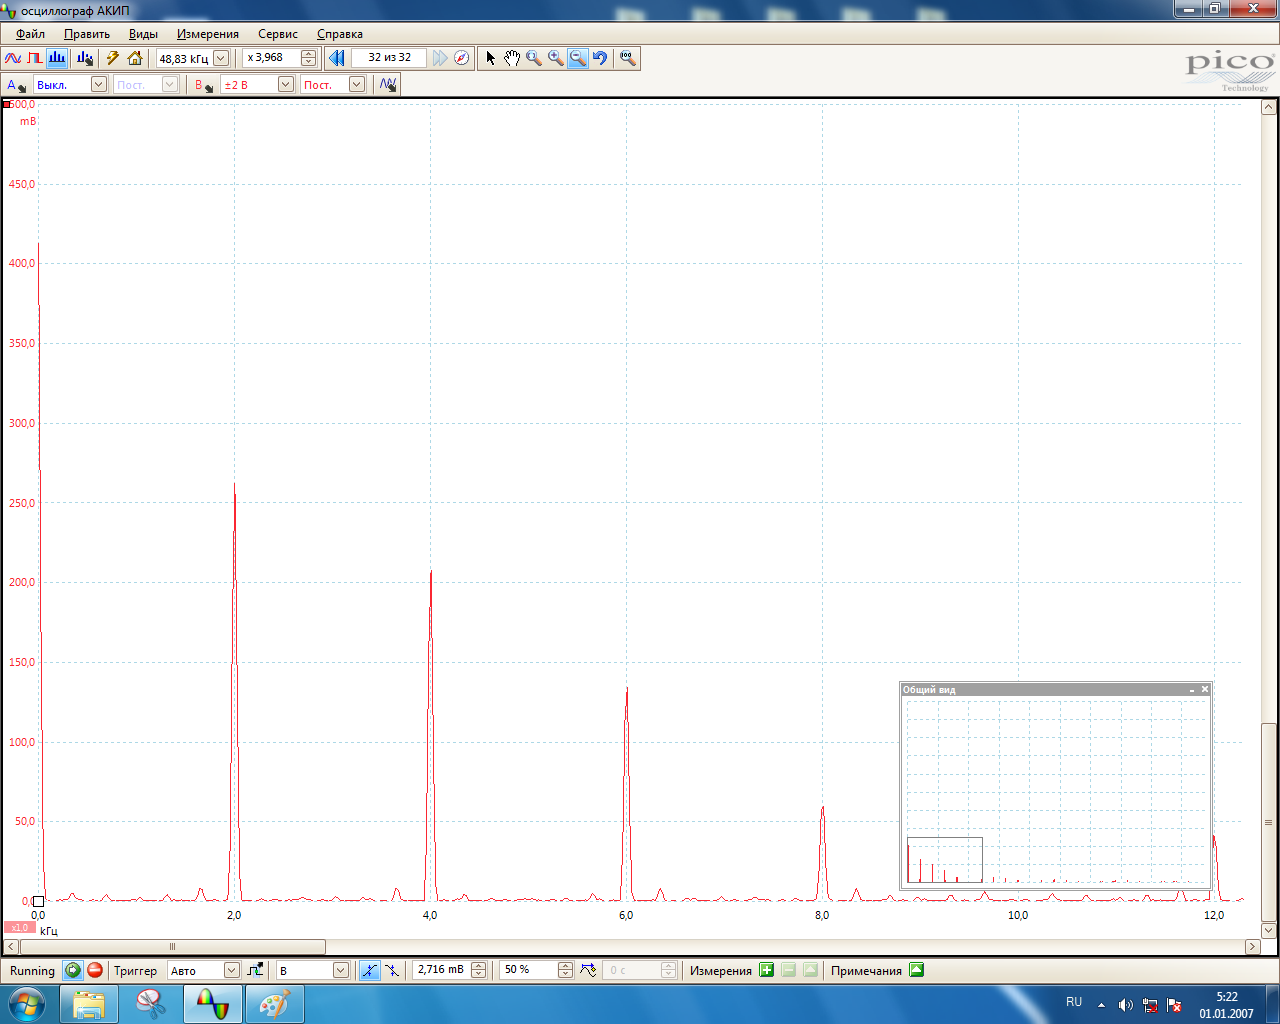 осциллограф АКИП
Файл Править Виды Измерения Сервис Справка
48,83 кГц x 3,968 32 из 32
pico
Technology
A Выкл. Пост. B ±2 В Пост.
500,0
mB
450,0
400,0
350,0
300,0
250,0
200,0
150,0
100,0
50,0
0,0
Общий вид
0,0 2,0 4,0 6,0 8,0 10,0 12,0
x1,0
кГц
Running Триггер Авто B 2,716 mB 50 % 0 c Измерения Примечания
RU
5:22
01.01.2007